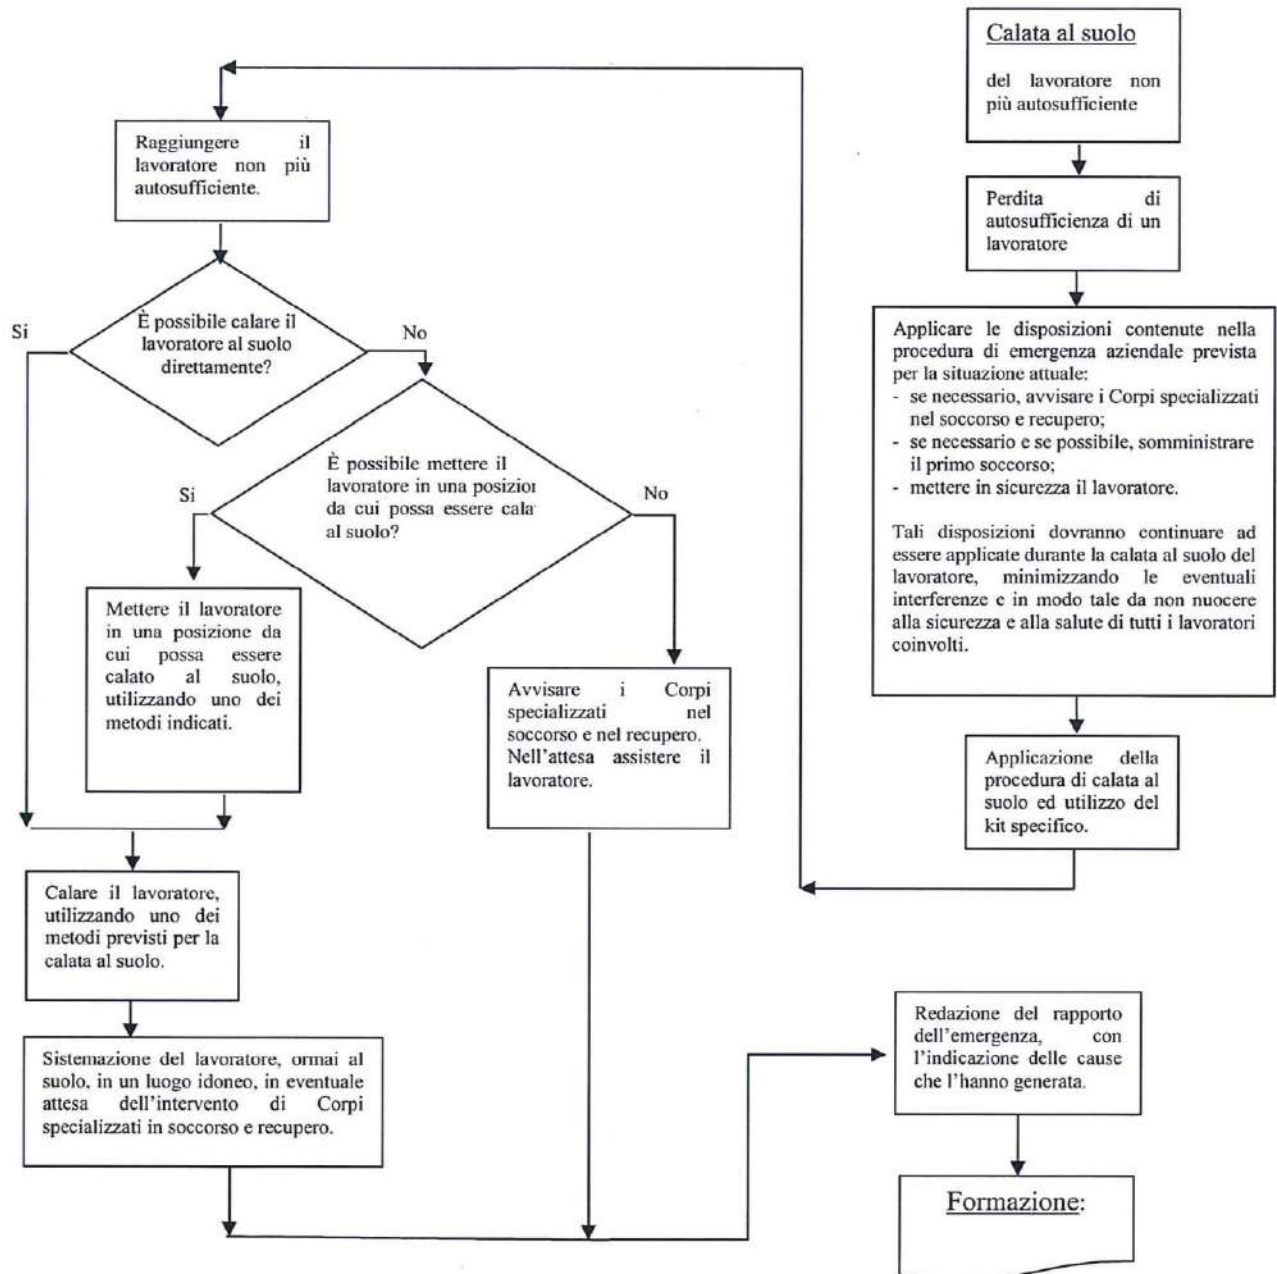 Calata al suolo
del lavoratore non
più autosufficiente
Perdita di
autosufficienza di un
lavoratore
Applicare le disposizioni contenute nella
procedura di emergenza aziendale prevista
per la situazione attuale:
- se necessario, avvisare i Corpi specializzati
nel soccorso e recupero;
- se necessario e se possibile, somministrare
il primo soccorso;
- mettere in sicurezza il lavoratore.
Tali disposizioni dovranno continuare ad
essere applicate durante la calata al suolo del
lavoratore, minimizzando le eventuali
interferenze e in modo tale da non nuocere
alla sicurezza e alla salute di tutti i lavoratori
coinvolti.
Applicazione della
procedura di calata al
suolo ed utilizzo del
kit specifico.
Raggiungere il
lavoratore non più
autosufficiente.
È possibile calare il
lavoratore al suolo
direttamente?
Si
No
È possibile mettere il
lavoratore in una posizion
da cui possa essere cala
al suolo?
Si
No
Mettere il lavoratore
in una posizione da
cui possa essere
calato al suolo,
utilizzando uno dei
metodi indicati.
Avvisare i Corpi
specializzati nel
soccorso e nel recupero.
Nell'attesa assistere il
lavoratore.
Calare il lavoratore,
utilizzando uno dei
metodi previsti per la
calata al suolo.
Sistemazione del lavoratore, ormai al
suolo, in un luogo idoneo, in eventuale
attesa dell'intervento di Corpi
specializzati in soccorso e recupero.
Redazione del rapporto
dell'emergenza, con
l'indicazione delle cause
che l'hanno generata.
Formazione: